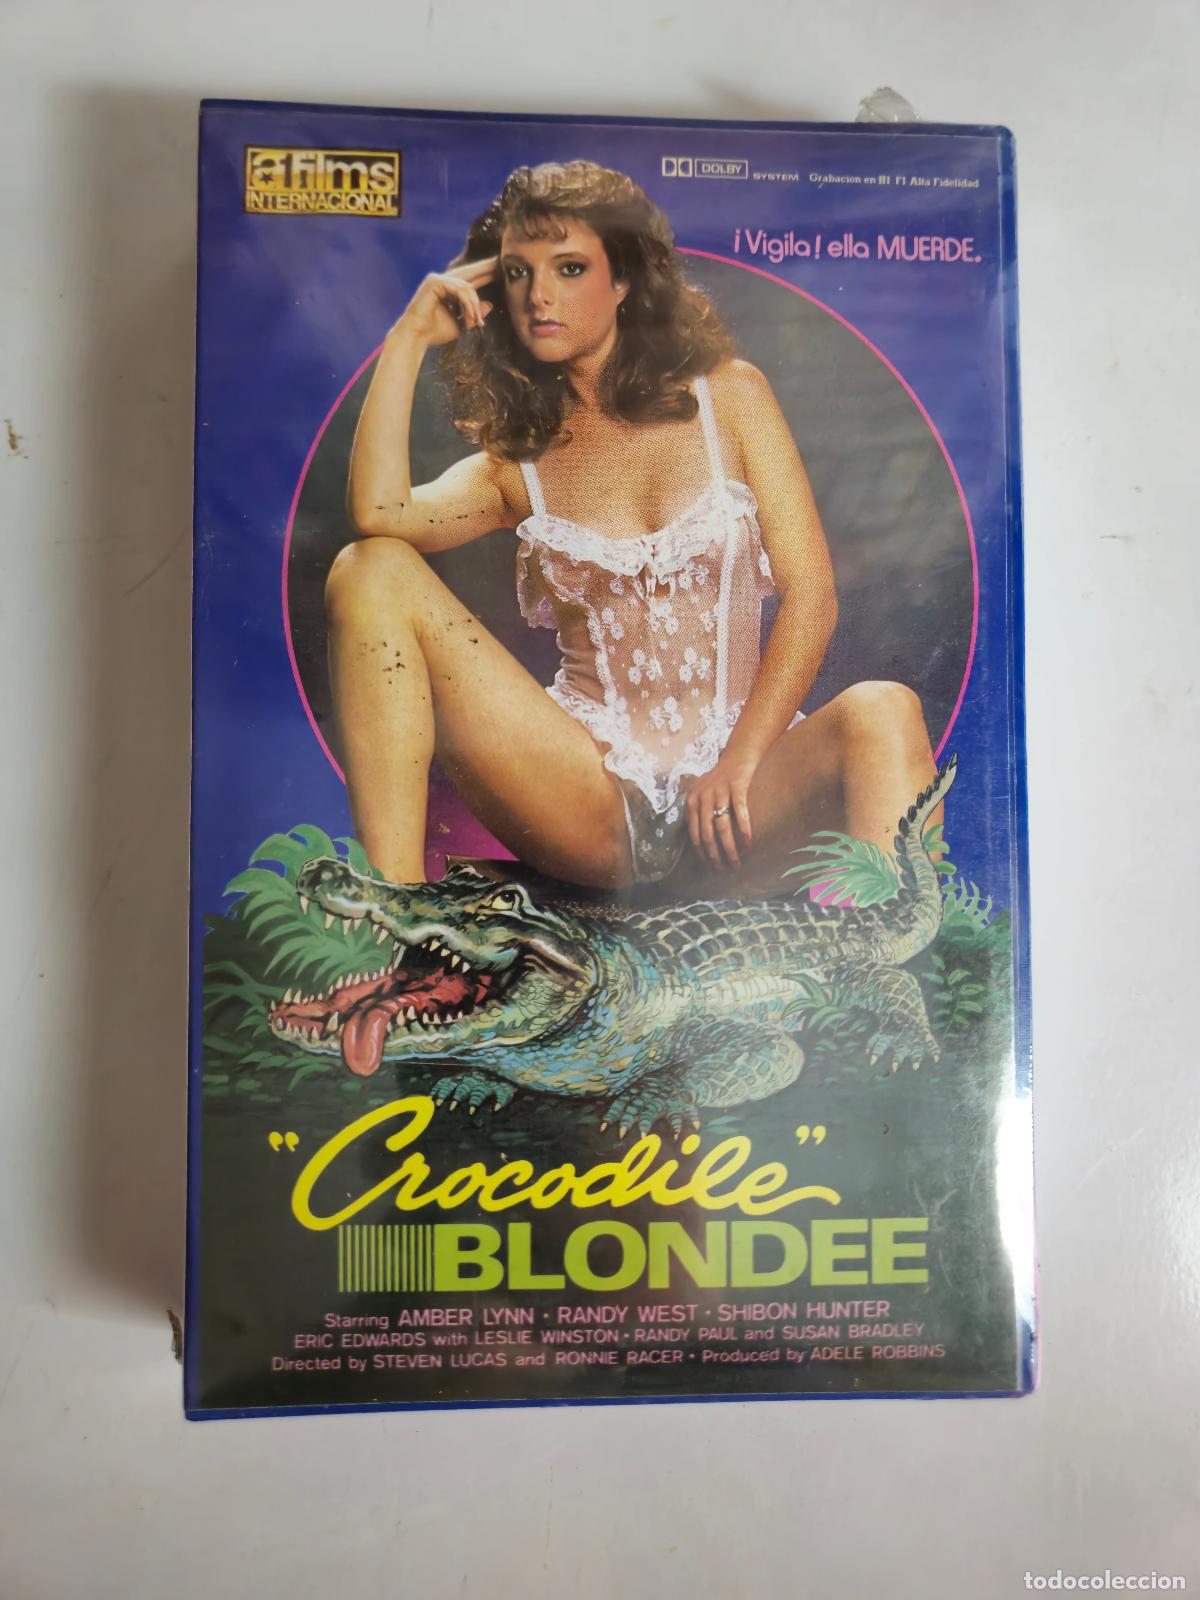 a films
INTERNACIONAL
DOLBY SYSTEM Grabacion en HI FI Alta Fidelidad
¡Vigila! ella MUERDE.
"Crocodile"
BLONDEE
Starring AMBER LYNN · RANDY WEST · SHIBON HUNTER
ERIC EDWARDS with LESLIE WINSTON · RANDY PAUL and SUSAN BRADLEY
Directed by STEVEN LUCAS and RONNIE RACER · Produced by ADELE ROBBINS
todocoleccion